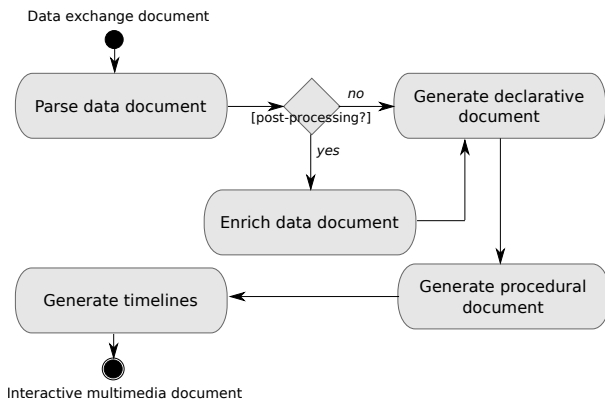 Data exchange document
Parse data document
[post-processing?]
no
yes
Generate declarative
document
Enrich data document
Generate procedural
document
Generate timelines
Interactive multimedia document